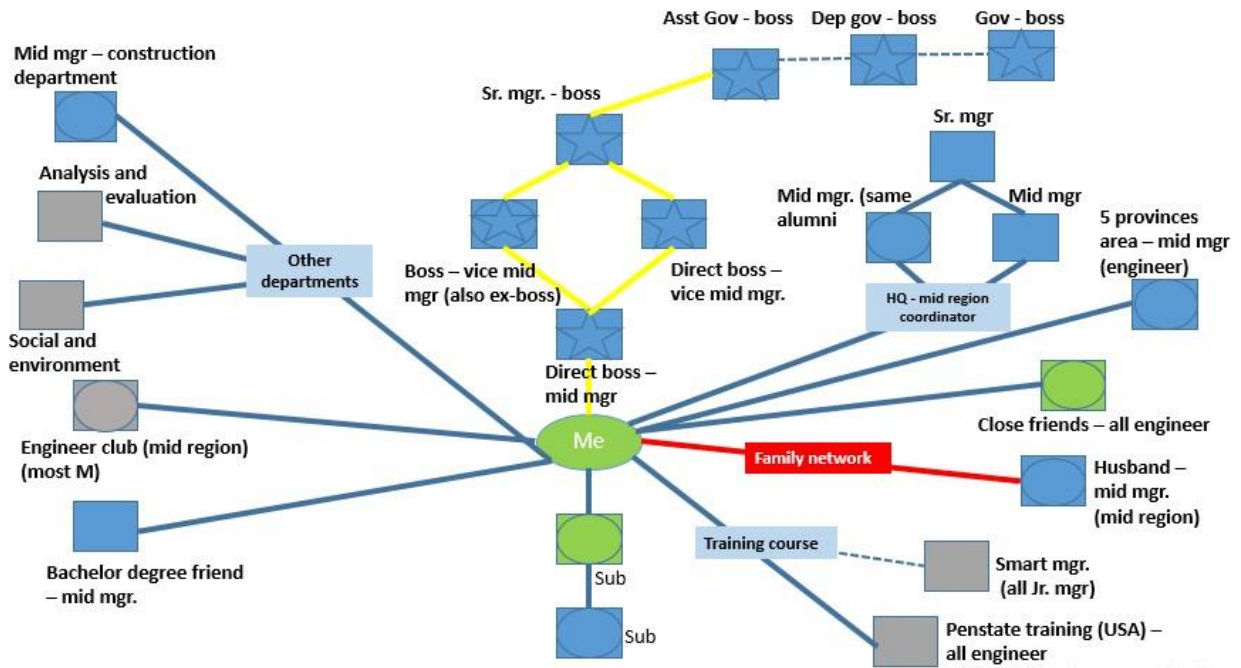 Asst Gov - boss
Dep gov - boss
Gov - boss
Mid mgr – construction
department
Sr. mgr. - boss
Sr. mgr
Analysis and
evaluation
Mid mgr. (same
alumni
Mid mgr
5 provinces
area – mid mgr
(engineer)
Other
departments
Boss – vice mid
mgr (also ex-boss)
Direct boss –
vice mid mgr.
HQ - mid region
coordinator
Social and
environment
Direct boss –
mid mgr
Me
Engineer club (mid region)
(most M)
Close friends – all engineer
Family network
Husband –
mid mgr.
(mid region)
Bachelor degree friend
– mid mgr.
Training course
Sub
Sub
Smart mgr.
(all Jr. mgr)
Penstate training (USA) –
all engineer